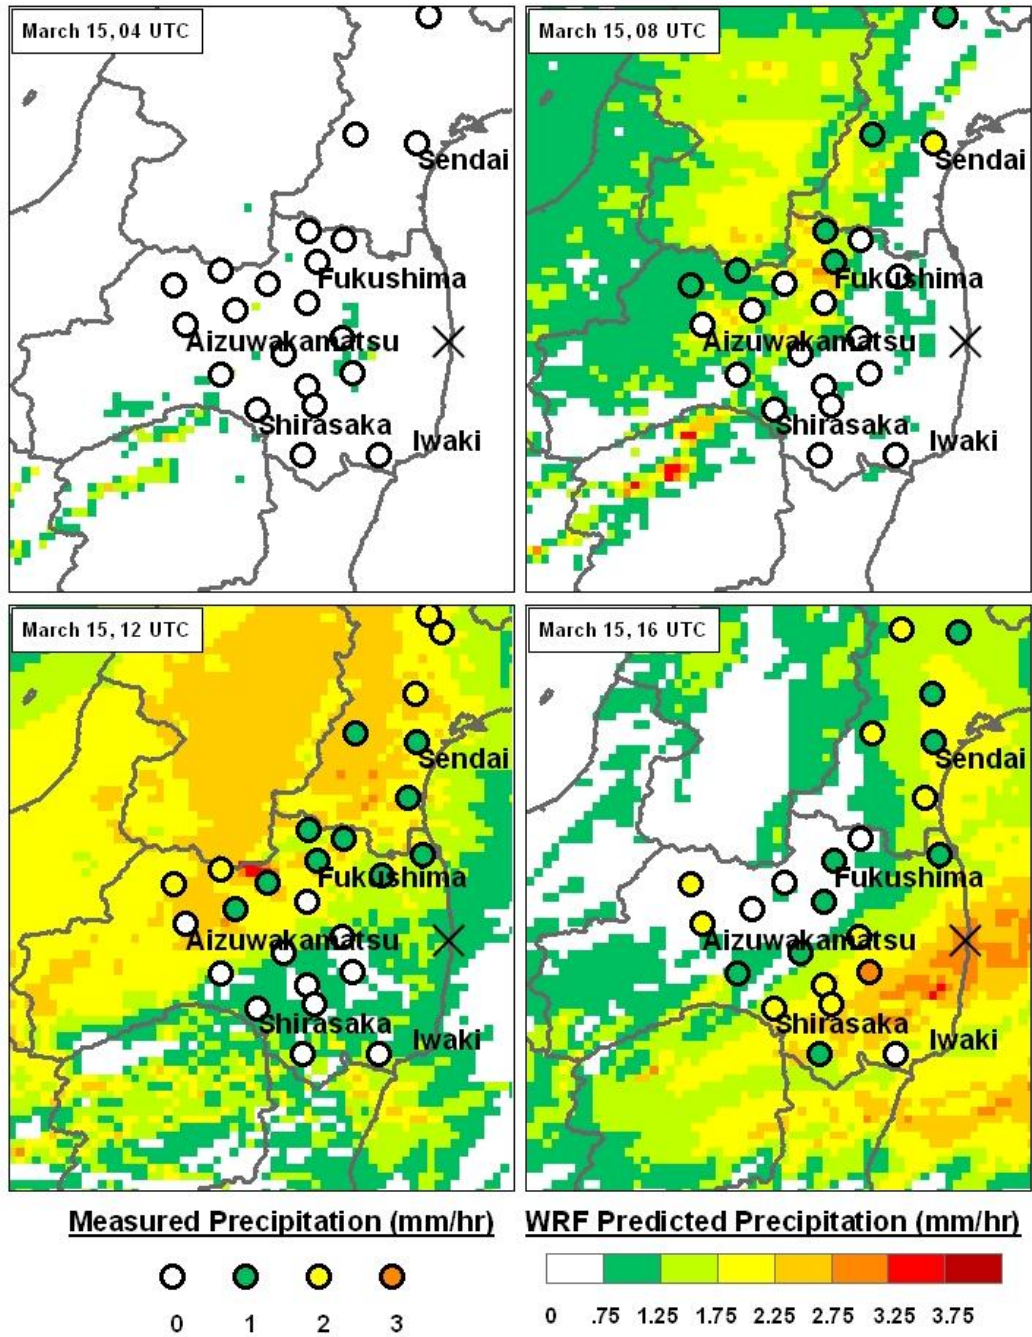 March 15, 04 UTC
Sendai
Fukushima
Aizuwakamatsu
Shirasaka
Iwaki
March 15, 08 UTC
Sendai
Fukushima
Aizuwakamatsu
Shirasaka
Iwaki
March 15, 12 UTC
Sendai
Fukushima
Aizuwakamatsu
Shirasaka
Iwaki
March 15, 16 UTC
Sendai
Fukushima
Aizuwakamatsu
Shirasaka
Iwaki
Measured Precipitation (mm/hr)
0 1 2 3
WRF Predicted Precipitation (mm/hr)
0 .75 1.25 1.75 2.25 2.75 3.25 3.75